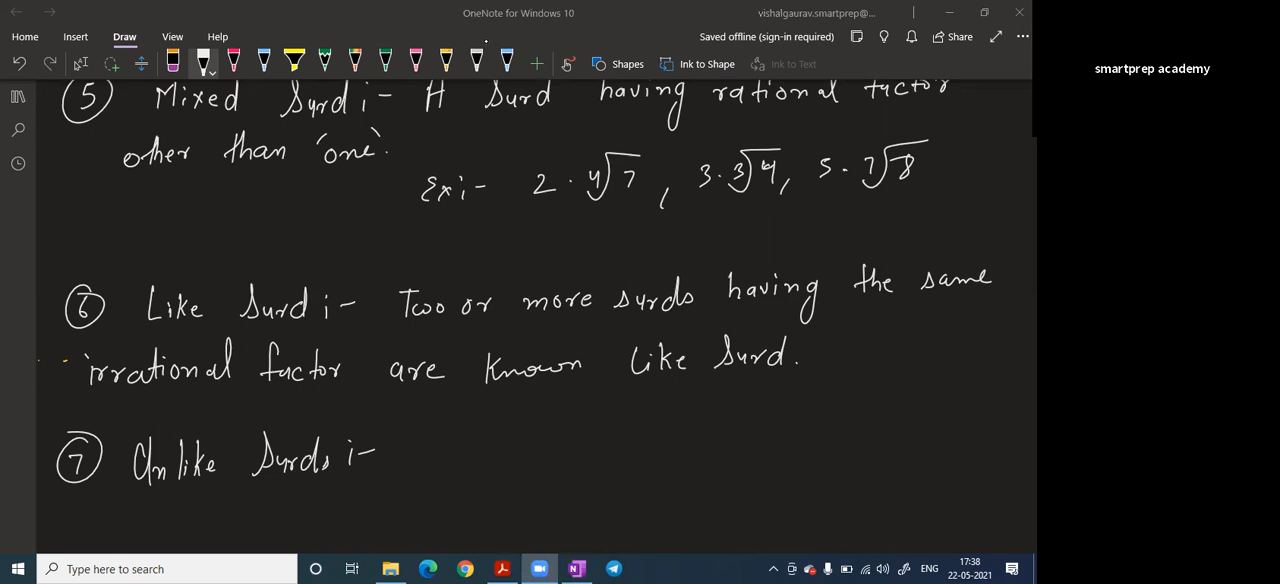 OneNote for Windows 10
vishalgaurav.smartprep@...
Home Insert Draw View Help
Saved offline (sign-in required) Share
Shapes Ink to Shape Ink to Text
smartprep academy
⑤ Mixed Surd :- A Surd having rational factor
other than 'one'.
Ex:- 2·∜7, 3·∛4, 5·⁷√8
⑥ Like Surd :- Two or more surds having the same
irrational factor are known like Surd.
⑦ Unlike Surds :-
Type here to search
ENG
17:38
22-05-2021